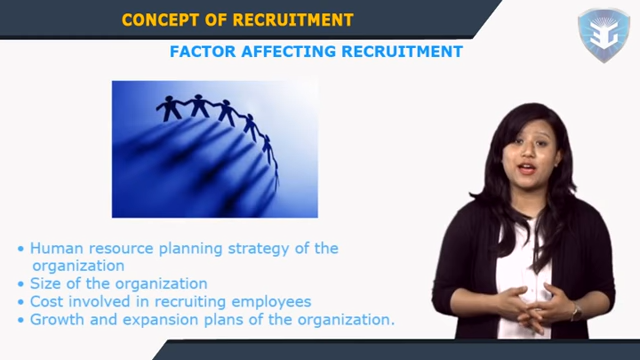 CONCEPT OF RECRUITMENT
FACTOR AFFECTING RECRUITMENT
• Human resource planning strategy of the
organization
• Size of the organization
• Cost involved in recruiting employees
• Growth and expansion plans of the organization.